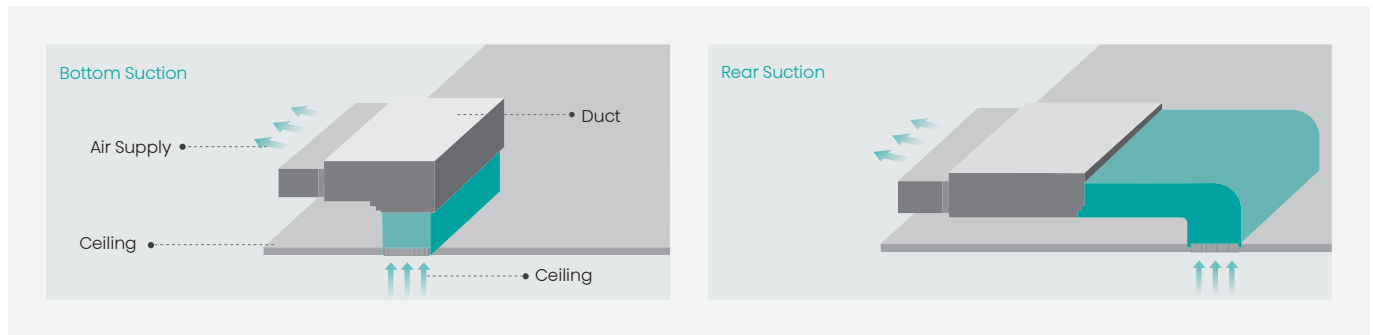 Bottom Suction
Air Supply
Duct
Ceiling
Ceiling
Rear Suction